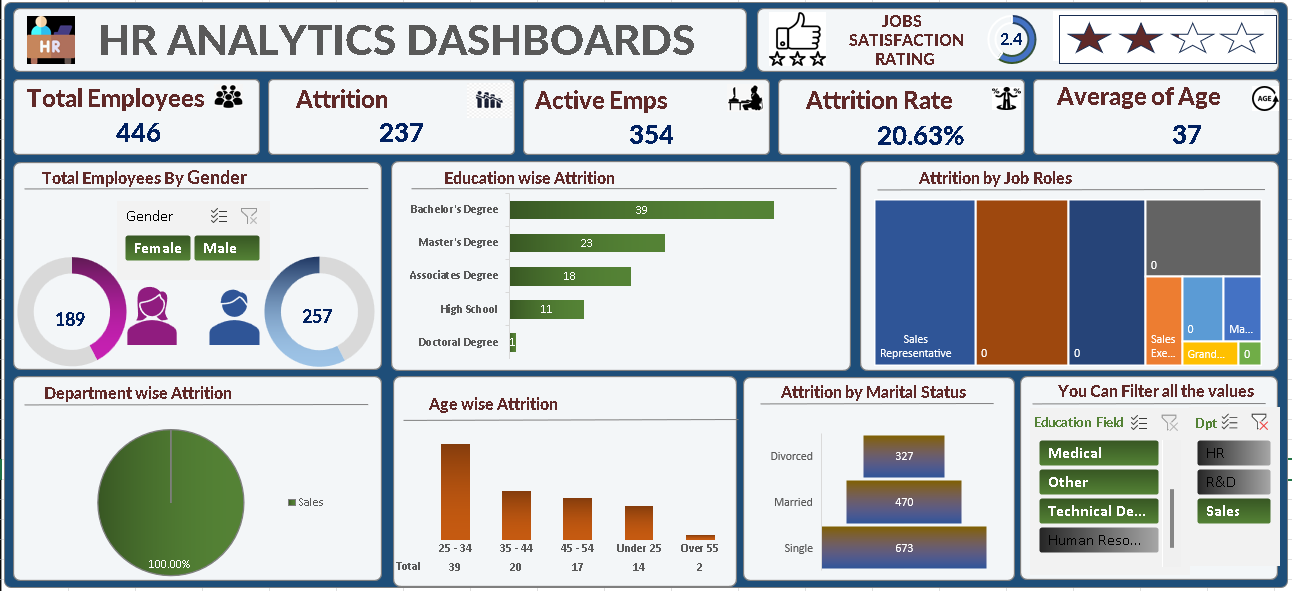 HR
HR ANALYTICS DASHBOARDS
JOBS
SATISFACTION
RATING
2.4
Total Employees
446
Attrition
237
Active Emps
354
Attrition Rate
% %
20.63%
Average of Age
AGE
37
Total Employees By Gender
Gender
Female Male
189
257
Education wise Attrition
Bachelor's Degree 39
Master's Degree 23
Associates Degree 18
High School 11
Doctoral Degree 1
Attrition by Job Roles
Sales
Representative
0
0
0
Sales
Exe...
0
Ma...
Grand...
0
Department wise Attrition
100.00%
Sales
Age wise Attrition
25 - 34 35 - 44 45 - 54 Under 25 Over 55
Total 39 20 17 14 2
Attrition by Marital Status
Divorced 327
Married 470
Single 673
You Can Filter all the values
Education Field
Medical
Other
Technical De...
Human Reso...
Dpt
HR
R&D
Sales